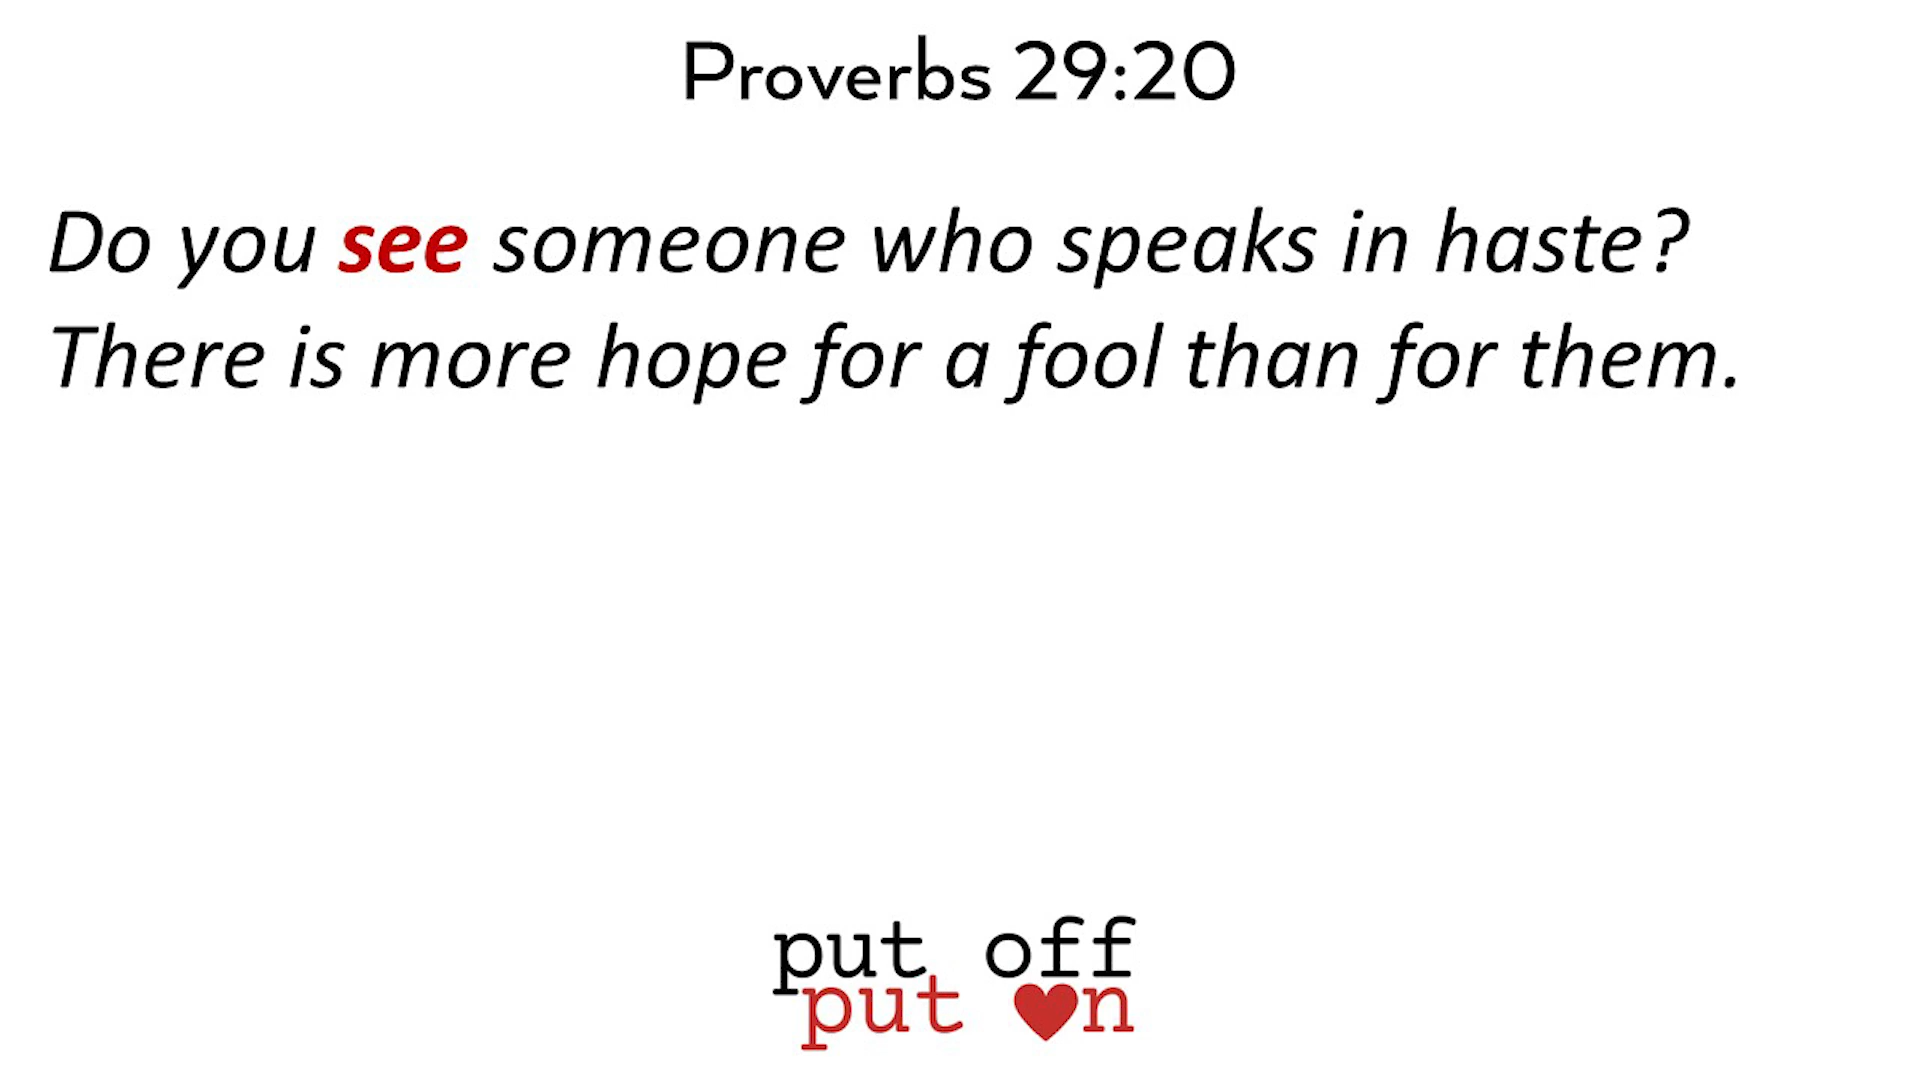 Proverbs 29:20
Do you see someone who speaks in haste?
There is more hope for a fool than for them.
put off
put n